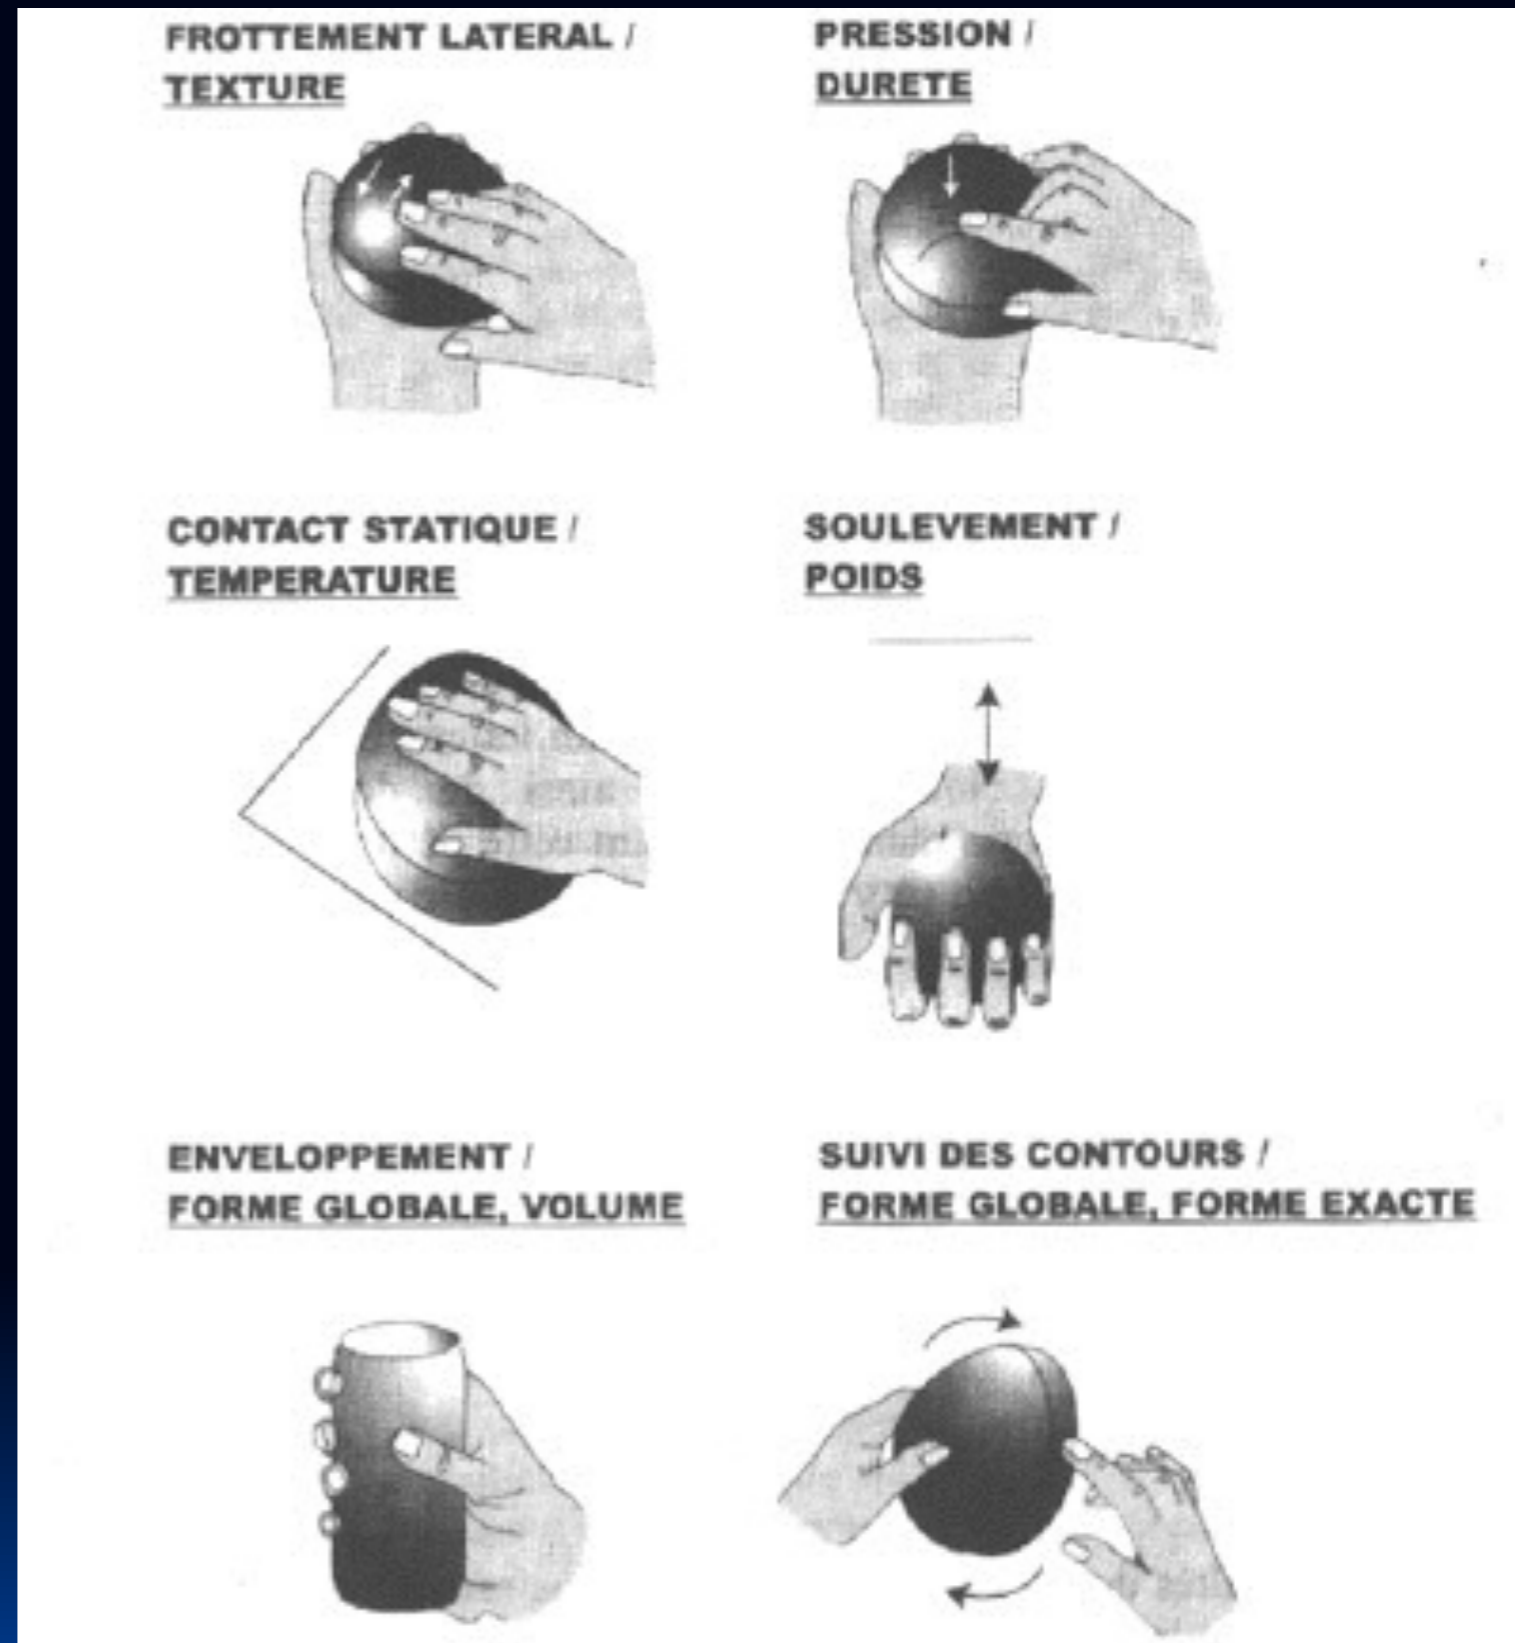 FROTTEMENT LATERAL /
TEXTURE
PRESSION /
DURETE
CONTACT STATIQUE /
TEMPERATURE
SOULEVEMENT /
POIDS
ENVELOPPEMENT /
FORME GLOBALE, VOLUME
SUIVI DES CONTOURS /
FORME GLOBALE, FORME EXACTE